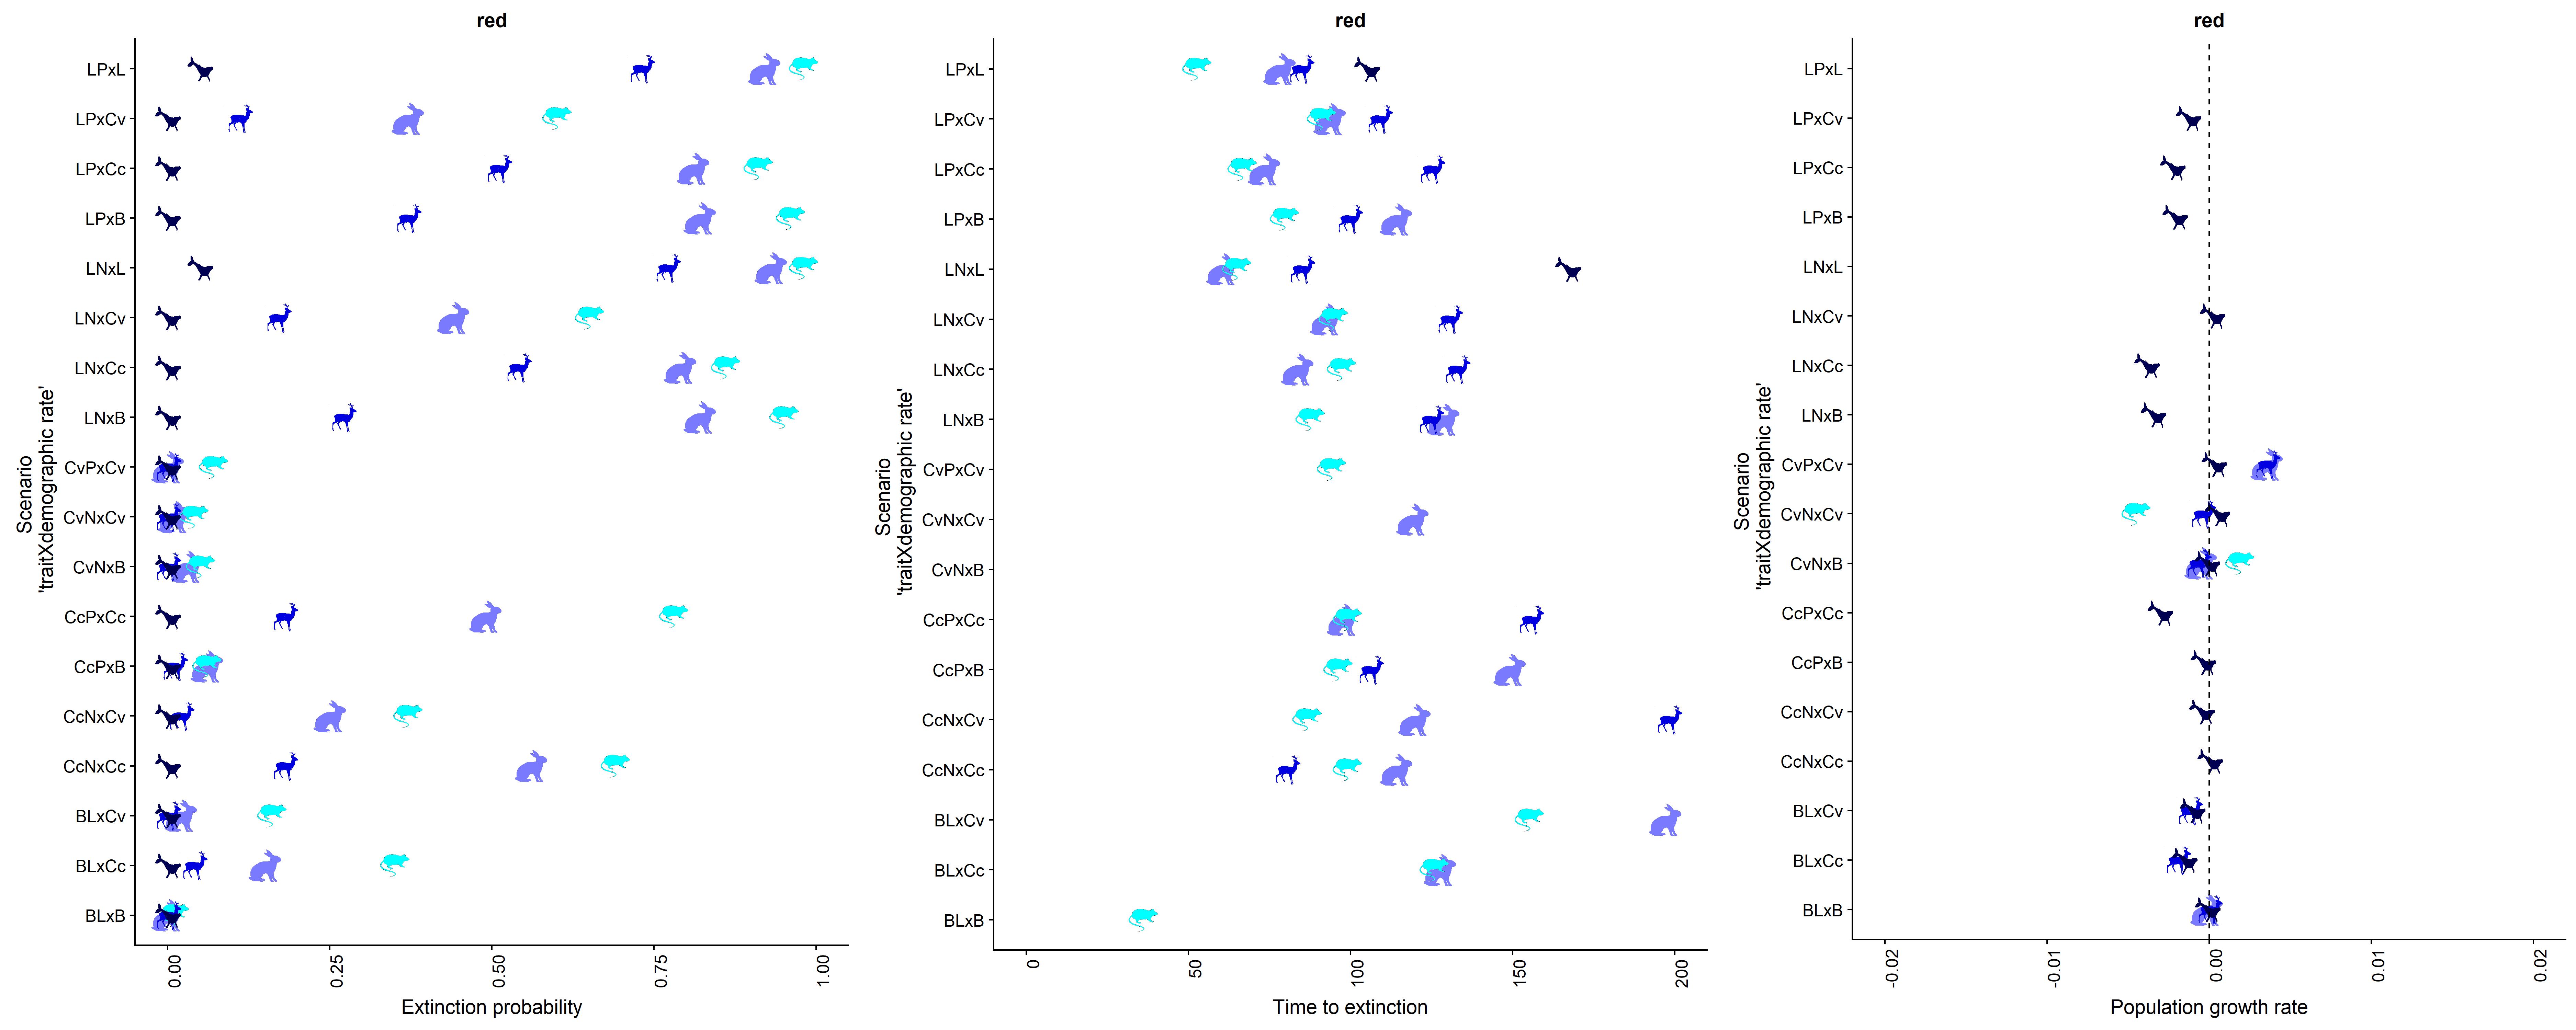 red
LPxL
LPxCv
LPxCc
LPxB
LNxL
LNxCv
LNxCc
LNxB
CvPxCv
CvNxCv
CvNxB
CcPxCc
CcPxB
CcNxCv
CcNxCc
BLxCv
BLxCc
BLxB
Scenario
'traitXdemographic rate'
0.00
0.25
0.50
0.75
1.00
Extinction probability
red
LPxL
LPxCv
LPxCc
LPxB
LNxL
LNxCv
LNxCc
LNxB
CvPxCv
CvNxCv
CvNxB
CcPxCc
CcPxB
CcNxCv
CcNxCc
BLxCv
BLxCc
BLxB
Scenario
'traitXdemographic rate'
0
50
100
150
200
Time to extinction
red
LPxL
LPxCv
LPxCc
LPxB
LNxL
LNxCv
LNxCc
LNxB
CvPxCv
CvNxCv
CvNxB
CcPxCc
CcPxB
CcNxCv
CcNxCc
BLxCv
BLxCc
BLxB
Scenario
'traitXdemographic rate'
-0.02
-0.01
0.00
0.01
0.02
Population growth rate